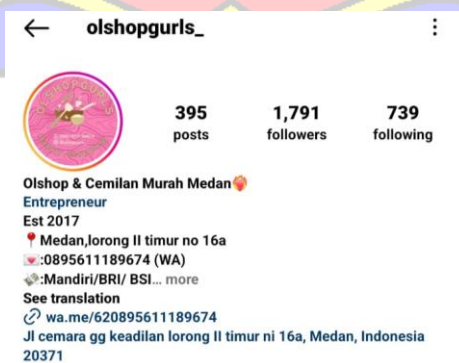 olshopgurls_
OLSHOPGURLS
395 1,791 739
posts followers following
Olshop & Cemilan Murah Medan❤️‍🔥
Entrepreneur
Est 2017
📍Medan,lorong II timur no 16a
💌:0895611189674 (WA)
💸:Mandiri/BRI/ BSI... more
See translation
wa.me/620895611189674
Jl cemara gg keadilan lorong II timur ni 16a, Medan, Indonesia
20371